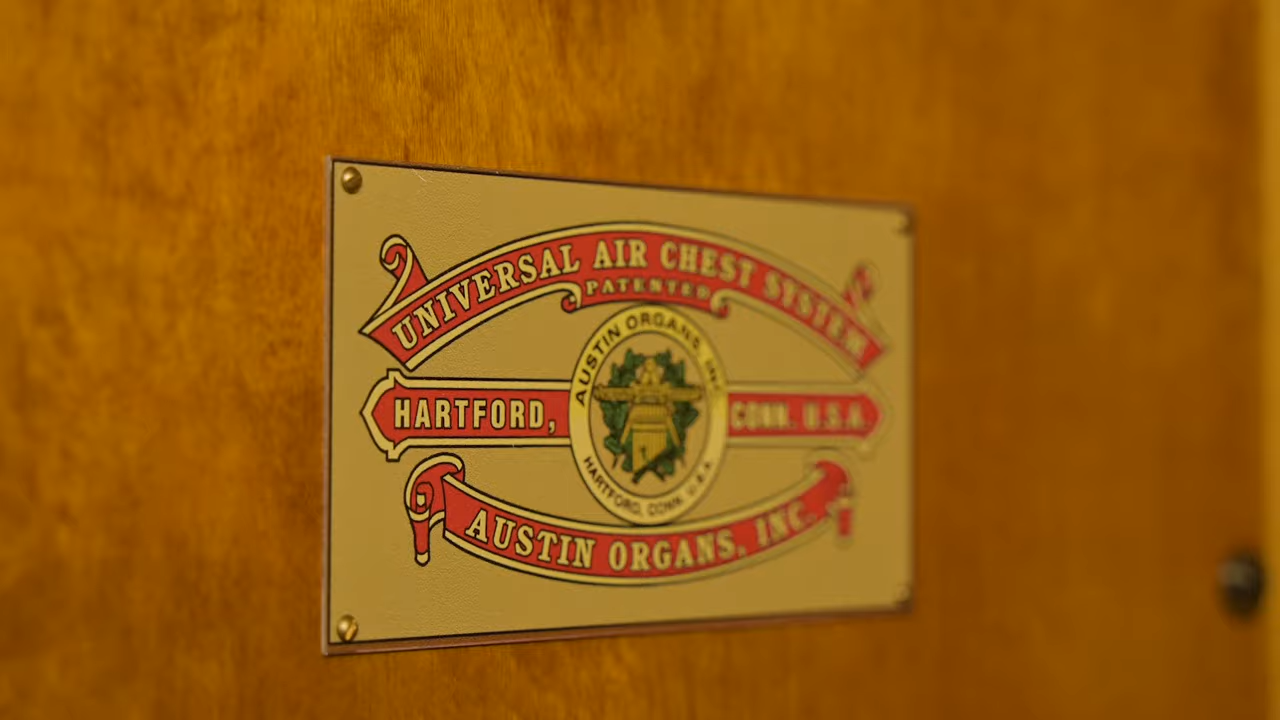 UNIVERSAL AIR CHEST SYSTEM
PATENTED
AUSTIN ORGANS, INC
HARTFORD, CONN. U.S.A.
HARTFORD, CONN. U.S.A
AUSTIN ORGANS, INC.